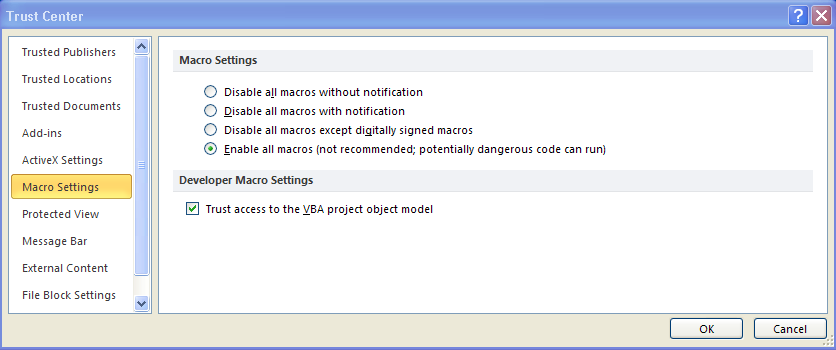 Trust Center
Trusted Publishers
Trusted Locations
Trusted Documents
Add-ins
ActiveX Settings
Macro Settings
Protected View
Message Bar
External Content
File Block Settings
Macro Settings
Disable all macros without notification
Disable all macros with notification
Disable all macros except digitally signed macros
Enable all macros (not recommended; potentially dangerous code can run)
Developer Macro Settings
Trust access to the VBA project object model
OK
Cancel